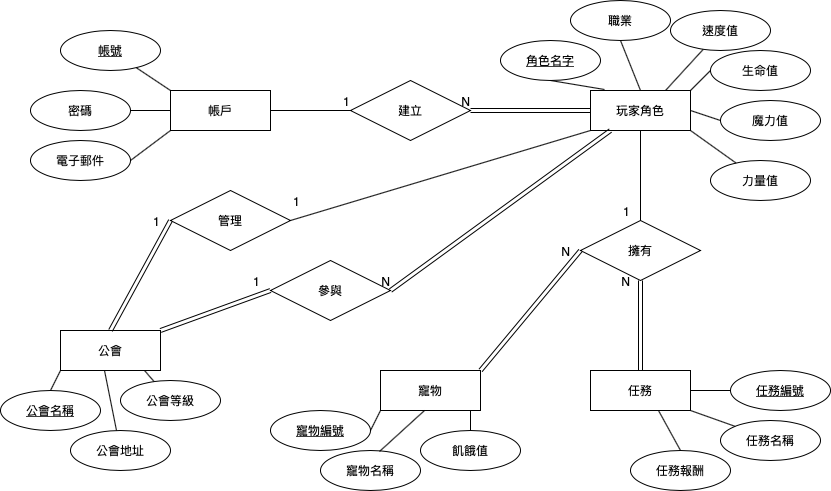 職業
速度值
帳號
角色名字
生命值
密碼
帳戶
1
建立
N
玩家角色
魔力值
電子郵件
力量值
1
管理
1
1
擁有
N
1
參與
N
N
公會
寵物
任務
公會名稱
公會等級
任務編號
寵物編號
公會地址
飢餓值
任務名稱
寵物名稱
任務報酬